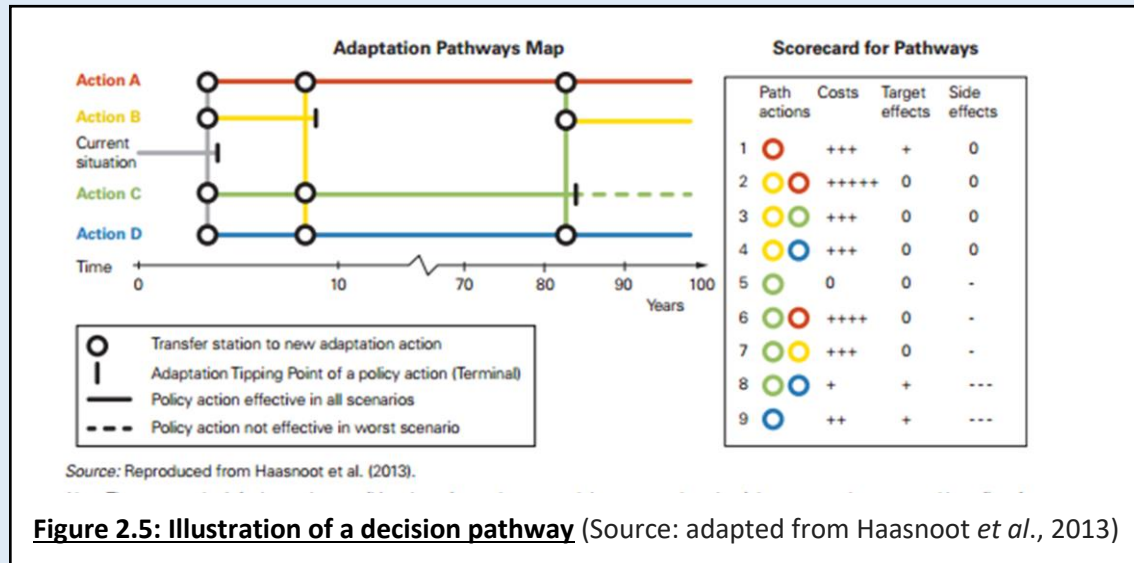 Adaptation Pathways Map
Scorecard for Pathways
Action A
Action B
Current
situation
Action C
Action D
Time
0
10
70
80
90
100
Years
Path
actions
Costs
Target
effects
Side
effects
1 +++ + 0
2 +++++ 0 0
3 +++ 0 0
4 +++ 0 0
5 0 0 -
6 ++++ 0 -
7 +++ 0 -
8 + + ---
9 ++ + ---
Transfer station to new adaptation action
Adaptation Tipping Point of a policy action (Terminal)
Policy action effective in all scenarios
Policy action not effective in worst scenario
Source: Reproduced from Haasnoot et al. (2013).
Figure 2.5: Illustration of a decision pathway (Source: adapted from Haasnoot et al., 2013)